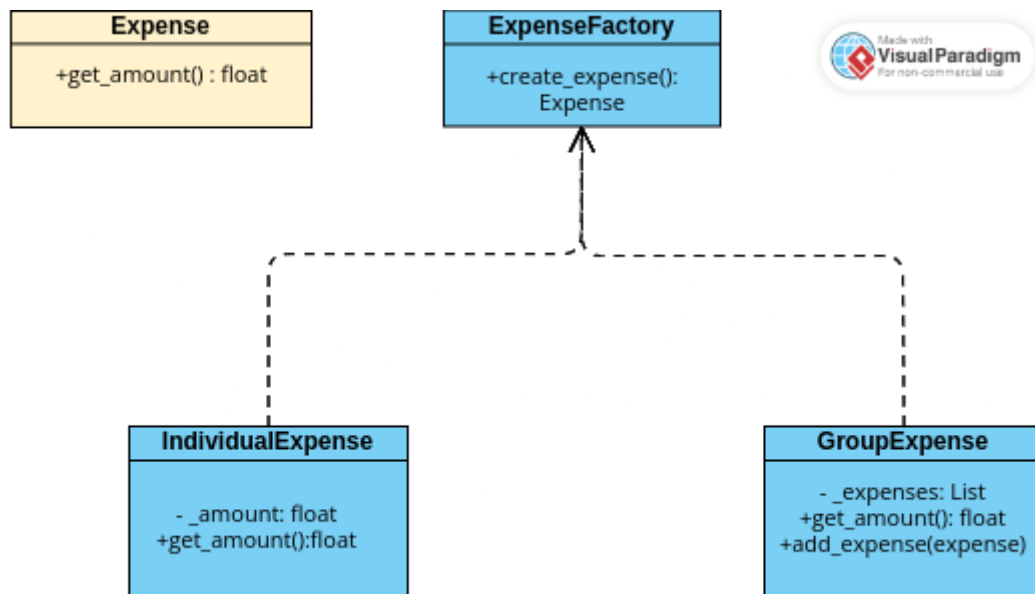 Expense
+get_amount() : float
ExpenseFactory
+create_expense():
Expense
Made with
Visual Paradigm
For non-commercial use
IndividualExpense
- _amount: float
+get_amount():float
GroupExpense
- _expenses: List
+get_amount(): float
+add_expense(expense)